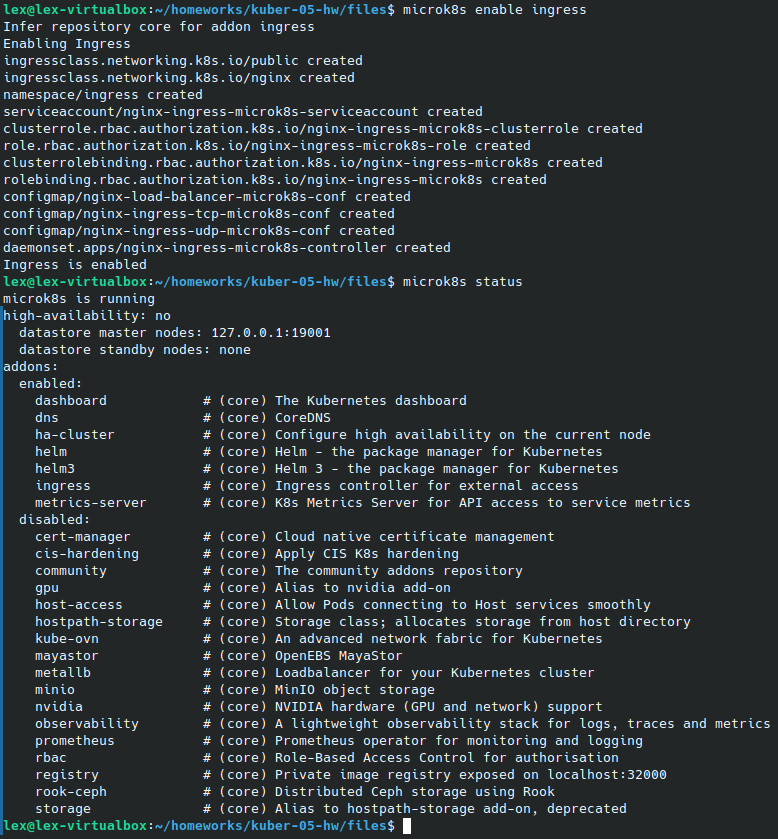 lex@lex-virtualbox:~/homeworks/kuber-05-hw/files$ microk8s enable ingress
Infer repository core for addon ingress
Enabling Ingress
ingressclass.networking.k8s.io/public created
ingressclass.networking.k8s.io/nginx created
namespace/ingress created
serviceaccount/nginx-ingress-microk8s-serviceaccount created
clusterrole.rbac.authorization.k8s.io/nginx-ingress-microk8s-clusterrole created
role.rbac.authorization.k8s.io/nginx-ingress-microk8s-role created
clusterrolebinding.rbac.authorization.k8s.io/nginx-ingress-microk8s created
rolebinding.rbac.authorization.k8s.io/nginx-ingress-microk8s created
configmap/nginx-load-balancer-microk8s-conf created
configmap/nginx-ingress-tcp-microk8s-conf created
configmap/nginx-ingress-udp-microk8s-conf created
daemonset.apps/nginx-ingress-microk8s-controller created
Ingress is enabled
lex@lex-virtualbox:~/homeworks/kuber-05-hw/files$ microk8s status
microk8s is running
high-availability: no
  datastore master nodes: 127.0.0.1:19001
  datastore standby nodes: none
addons:
  enabled:
    dashboard            # (core) The Kubernetes dashboard
    dns                  # (core) CoreDNS
    ha-cluster           # (core) Configure high availability on the current node
    helm                 # (core) Helm - the package manager for Kubernetes
    helm3                # (core) Helm 3 - the package manager for Kubernetes
    ingress              # (core) Ingress controller for external access
    metrics-server       # (core) K8s Metrics Server for API access to service metrics
  disabled:
    cert-manager         # (core) Cloud native certificate management
    cis-hardening        # (core) Apply CIS K8s hardening
    community            # (core) The community addons repository
    gpu                  # (core) Alias to nvidia add-on
    host-access          # (core) Allow Pods connecting to Host services smoothly
    hostpath-storage     # (core) Storage class; allocates storage from host directory
    kube-ovn             # (core) An advanced network fabric for Kubernetes
    mayastor             # (core) OpenEBS MayaStor
    metallb              # (core) Loadbalancer for your Kubernetes cluster
    minio                # (core) MinIO object storage
    nvidia               # (core) NVIDIA hardware (GPU and network) support
    observability        # (core) A lightweight observability stack for logs, traces and metrics
    prometheus           # (core) Prometheus operator for monitoring and logging
    rbac                 # (core) Role-Based Access Control for authorisation
    registry             # (core) Private image registry exposed on localhost:32000
    rook-ceph            # (core) Distributed Ceph storage using Rook
    storage              # (core) Alias to hostpath-storage add-on, deprecated
lex@lex-virtualbox:~/homeworks/kuber-05-hw/files$